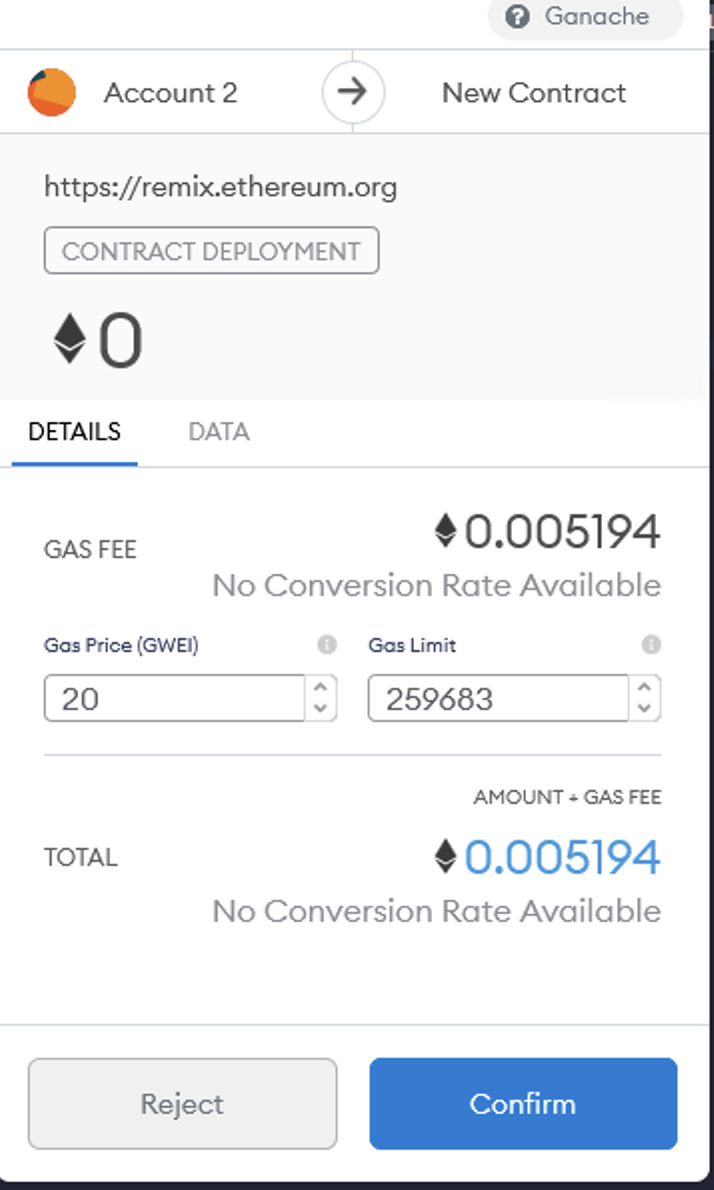 Ganache
Account 2
New Contract
https://remix.ethereum.org
CONTRACT DEPLOYMENT
0
DETAILS DATA
GAS FEE
0.005194
No Conversion Rate Available
Gas Price (GWEI) Gas Limit
20 259683
AMOUNT + GAS FEE
TOTAL
0.005194
No Conversion Rate Available
Reject Confirm